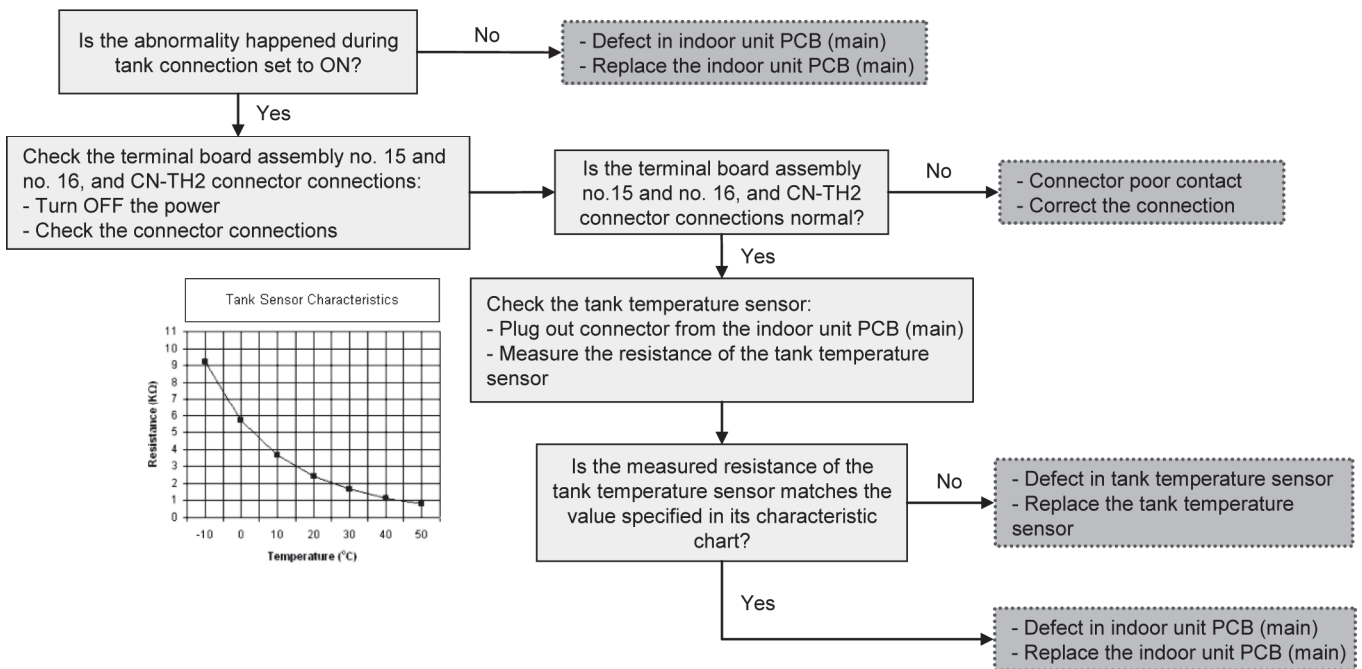 Is the abnormality happened during
tank connection set to ON?
No
- Defect in indoor unit PCB (main)
- Replace the indoor unit PCB (main)
Yes
Check the terminal board assembly no. 15 and
no. 16, and CN-TH2 connector connections:
- Turn OFF the power
- Check the connector connections
Is the terminal board assembly
no.15 and no. 16, and CN-TH2
connector connections normal?
No
- Connector poor contact
- Correct the connection
Yes
Check the tank temperature sensor:
- Plug out connector from the indoor unit PCB (main)
- Measure the resistance of the tank temperature
sensor
Tank Sensor Characteristics
Resistance (KΩ)
11
10
9
8
7
6
5
4
3
2
1
0
-10 0 10 20 30 40 50
Temperature (°C)
Is the measured resistance of the
tank temperature sensor matches the
value specified in its characteristic
chart?
No
- Defect in tank temperature sensor
- Replace the tank temperature
sensor
Yes
- Defect in indoor unit PCB (main)
- Replace the indoor unit PCB (main)